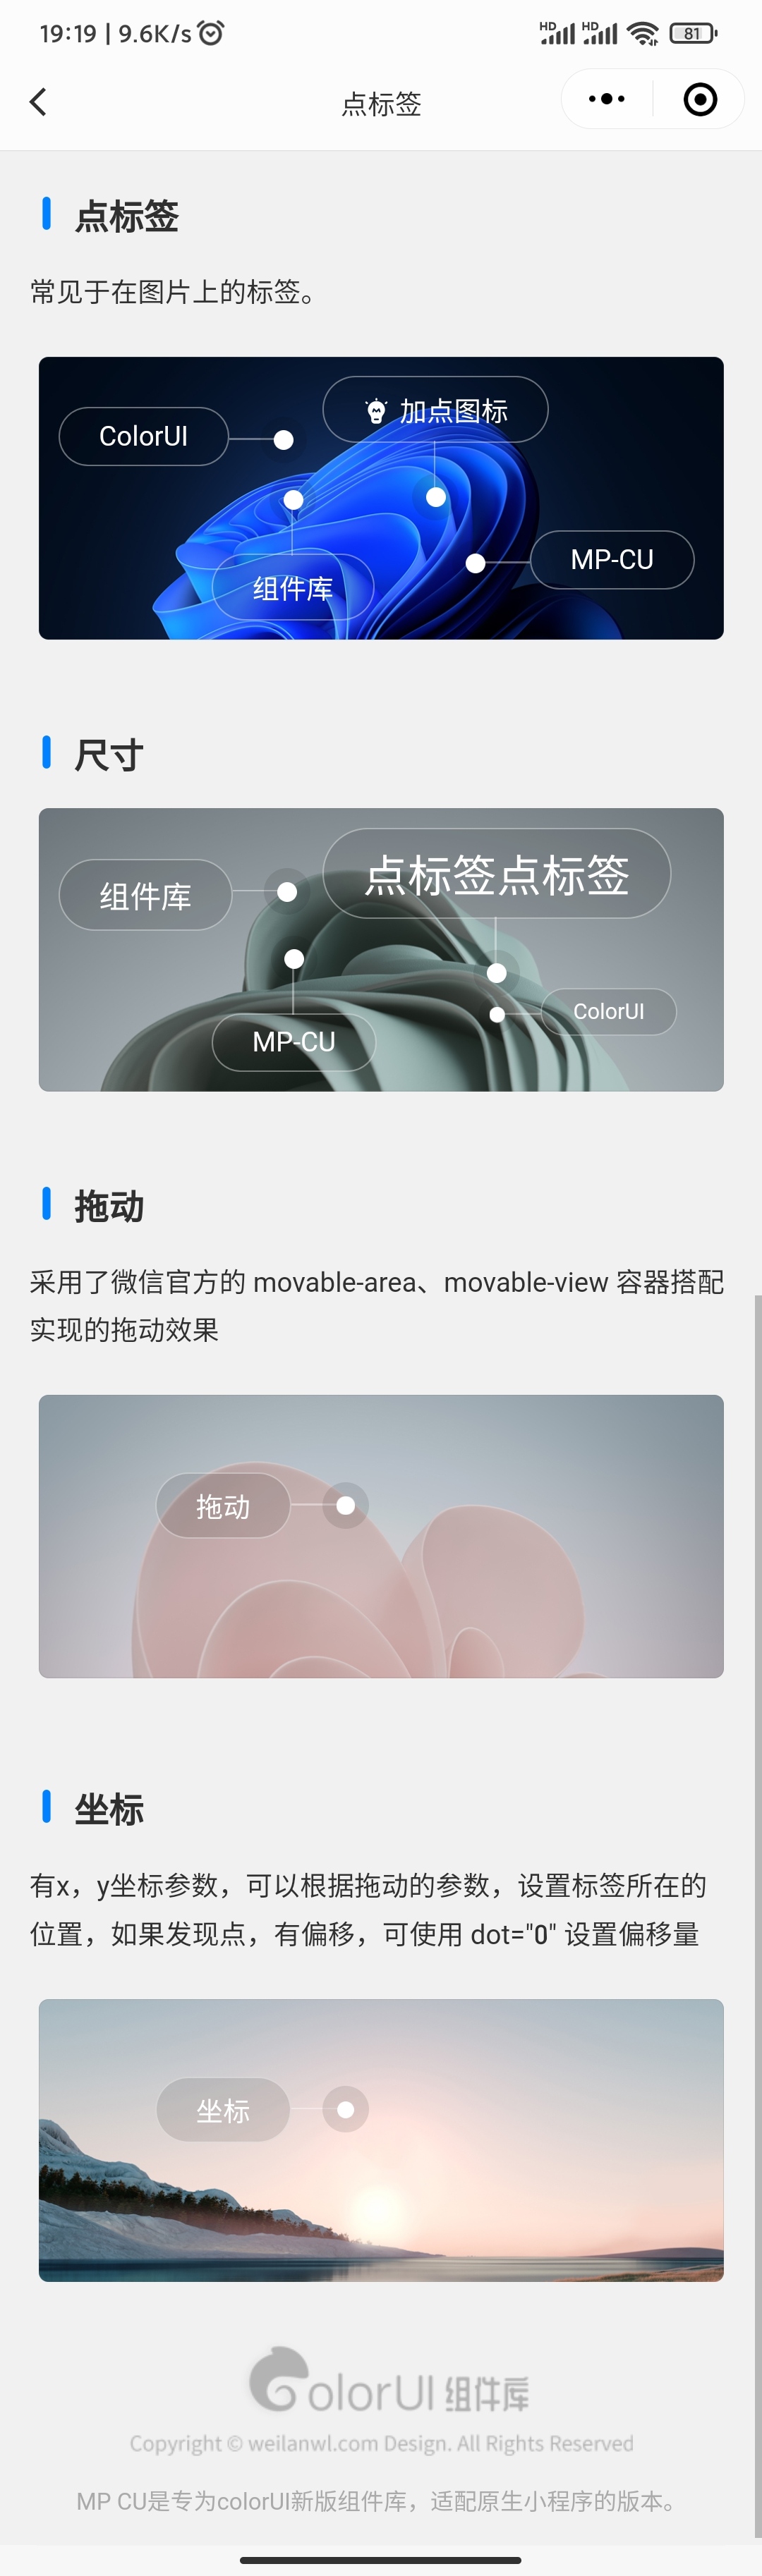 19:19 | 9.6K/s
HD HD 81
点标签
点标签
常见于在图片上的标签。
加点图标
ColorUI
MP-CU
组件库
尺寸
点标签点标签
组件库
ColorUI
MP-CU
拖动
采用了微信官方的 movable-area、movable-view 容器搭配
实现的拖动效果
拖动
坐标
有x，y坐标参数，可以根据拖动的参数，设置标签所在的
位置，如果发现点，有偏移，可使用 dot="0" 设置偏移量
坐标
ColorUI 组件库
Copyright © weilanwl.com Design. All Rights Reserved
MP CU是专为colorUI新版组件库，适配原生小程序的版本。